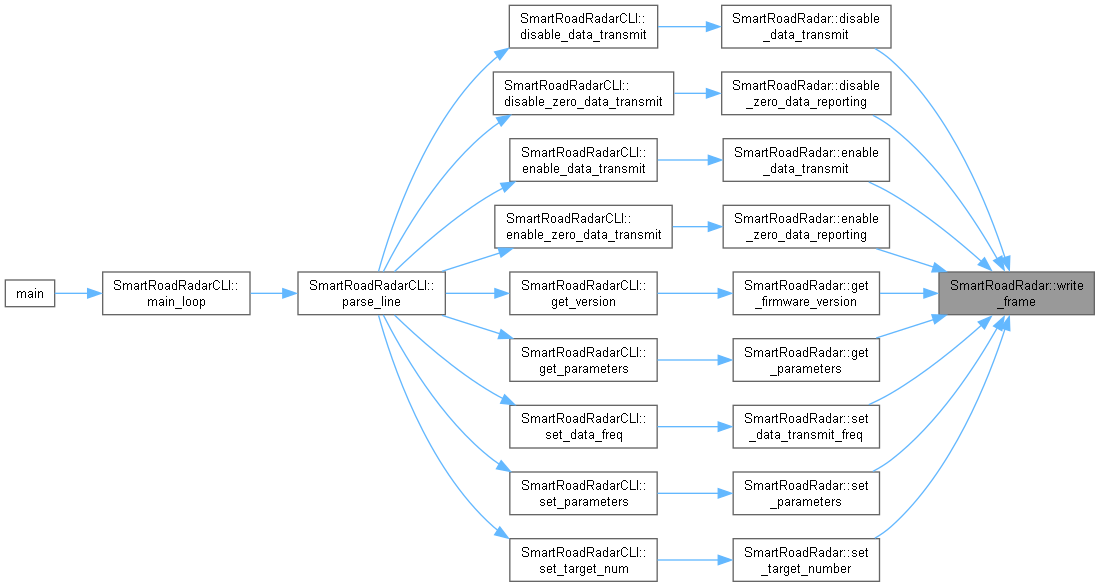 SmartRoadRadarCLI::
disable_data_transmit
SmartRoadRadar::disable
_data_transmit
SmartRoadRadarCLI::
disable_zero_data_transmit
SmartRoadRadar::disable
_zero_data_reporting
SmartRoadRadarCLI::
enable_data_transmit
SmartRoadRadar::enable
_data_transmit
SmartRoadRadarCLI::
enable_zero_data_transmit
SmartRoadRadar::enable
_zero_data_reporting
main
SmartRoadRadarCLI::
main_loop
SmartRoadRadarCLI::
parse_line
SmartRoadRadarCLI::
get_version
SmartRoadRadar::get
_firmware_version
SmartRoadRadar::write
_frame
SmartRoadRadarCLI::
get_parameters
SmartRoadRadar::get
_parameters
SmartRoadRadarCLI::
set_data_freq
SmartRoadRadar::set
_data_transmit_freq
SmartRoadRadarCLI::
set_parameters
SmartRoadRadar::set
_parameters
SmartRoadRadarCLI::
set_target_num
SmartRoadRadar::set
_target_number